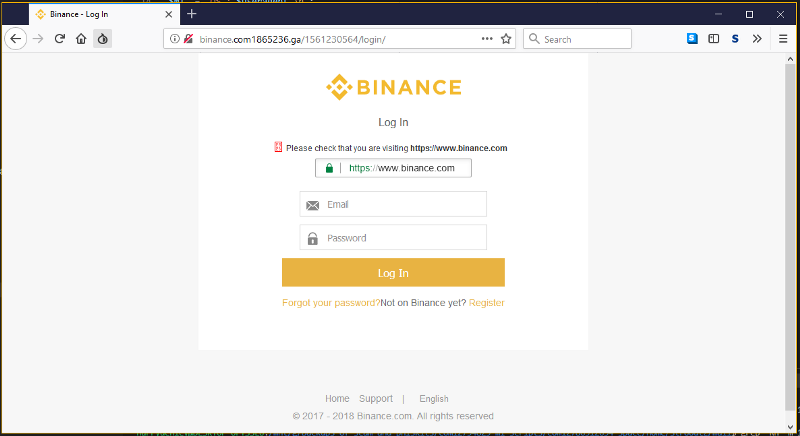 Binance - Log In
binance.com1865236.ga/1561230564/login/
Search
S
S
BINANCE
Log In
Please check that you are visiting https://www.binance.com
https://www.binance.com
Email
Password
Log In
Forgot your password?Not on Binance yet? Register
Home Support | English
© 2017 - 2018 Binance.com. All rights reserved